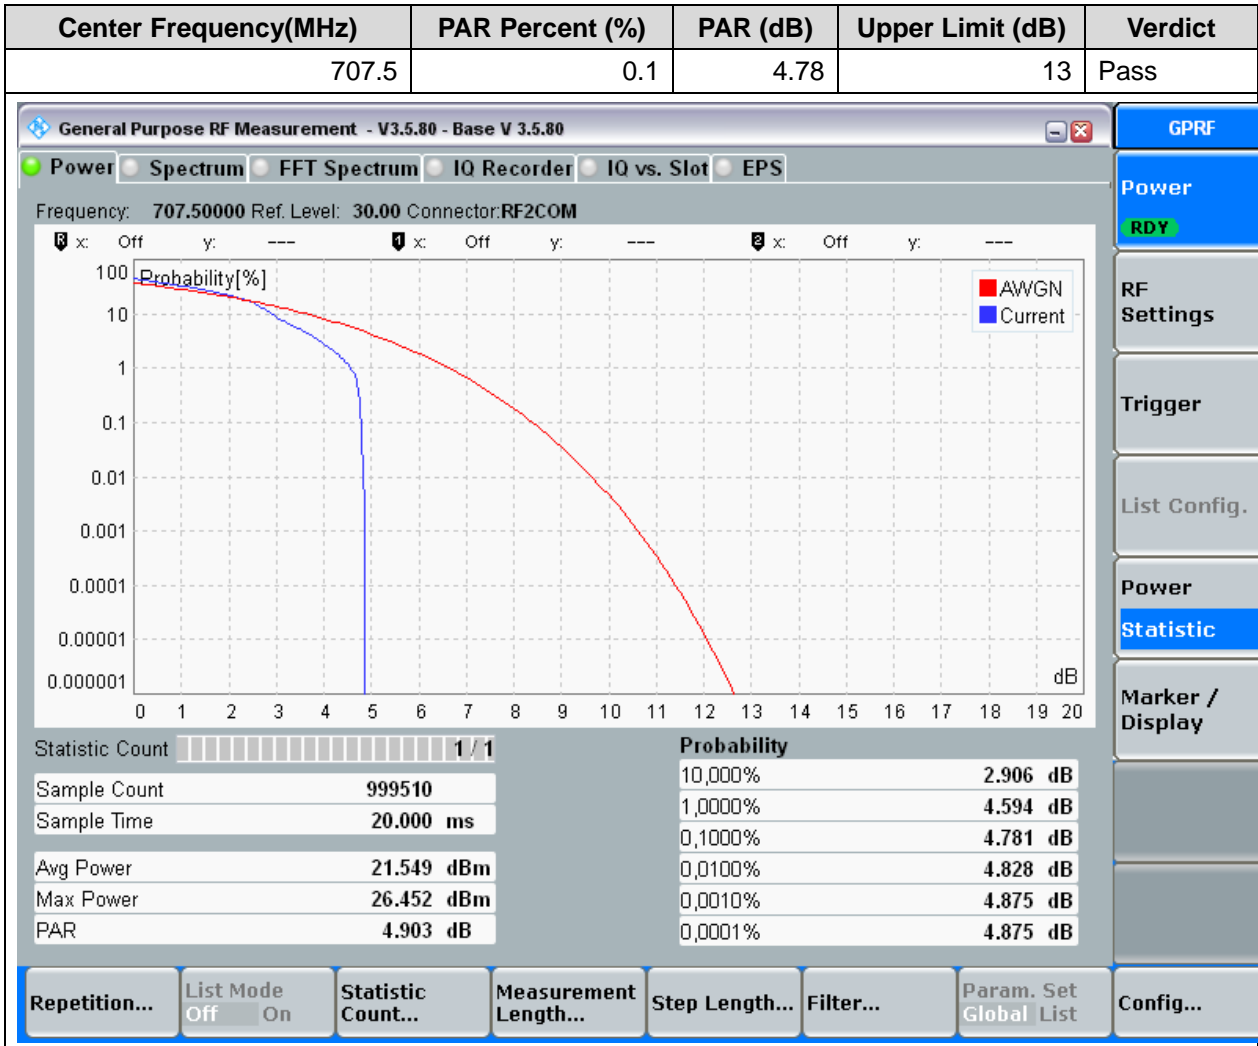 Center Frequency(MHz) PAR Percent (%) PAR (dB) Upper Limit (dB) Verdict
707.5 0.1 4.78 13 Pass
General Purpose RF Measurement - V3.5.80 - Base V 3.5.80
GPRF
Power Spectrum FFT Spectrum IQ Recorder IQ vs. Slot EPS
Frequency: 707.50000 Ref. Level: 30.00 Connector:RF2COM
R x: Off y: --- 1 x: Off y: --- 2 x: Off y: ---
Probability[%]
AWGN
Current
100
10
1
0.1
0.01
0.001
0.0001
0.00001
0.000001
dB
0 1 2 3 4 5 6 7 8 9 10 11 12 13 14 15 16 17 18 19 20
Statistic Count 1 / 1
Sample Count 999510
Sample Time 20.000 ms
Avg Power 21.549 dBm
Max Power 26.452 dBm
PAR 4.903 dB
Probability
10,000% 2.906 dB
1,0000% 4.594 dB
0,1000% 4.781 dB
0,0100% 4.828 dB
0,0010% 4.875 dB
0,0001% 4.875 dB
Power
RDY
RF
Settings
Trigger
List Config.
Power
Statistic
Marker /
Display
Repetition...
List Mode
Off On
Statistic
Count...
Measurement
Length...
Step Length...
Filter...
Param. Set
Global List
Config...